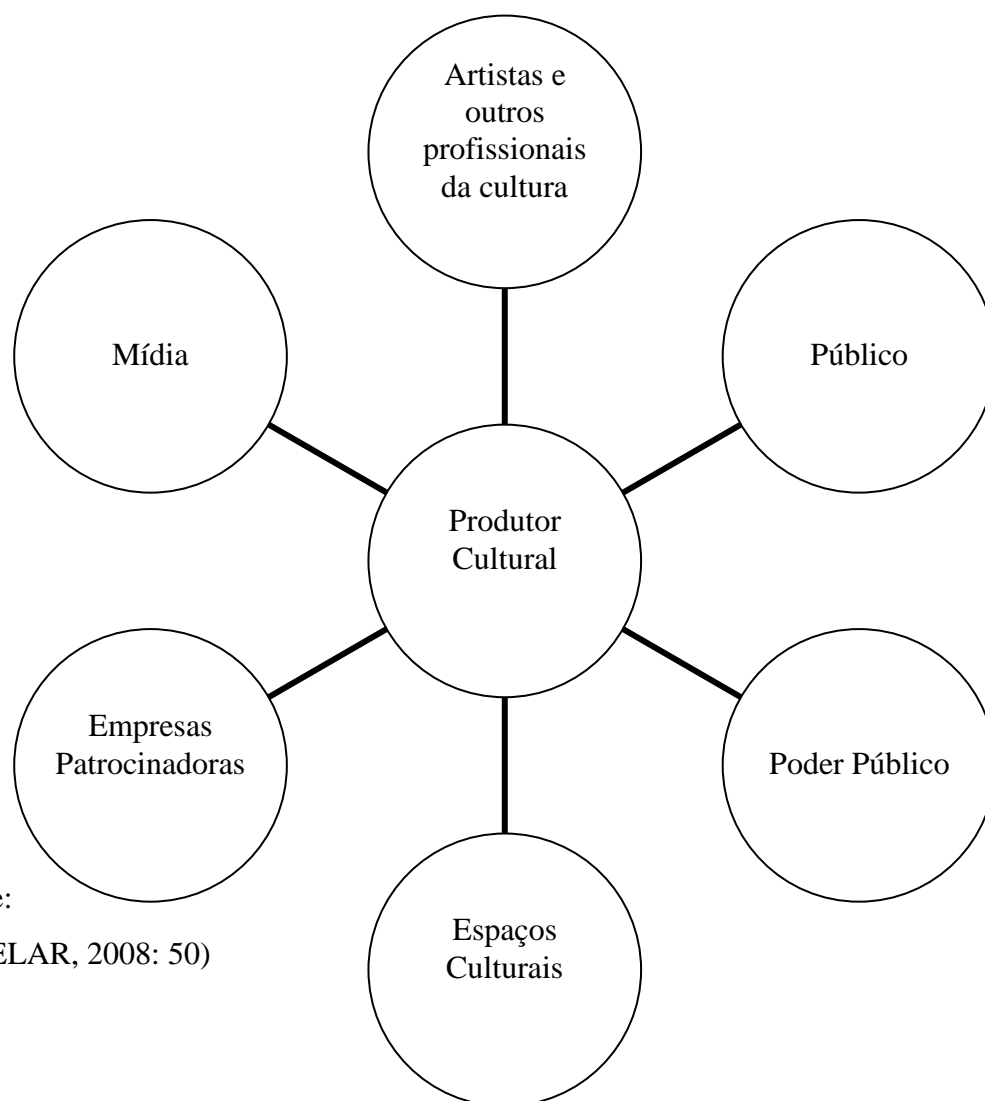 Artistas e
outros
profissionais
da cultura
Mídia
Público
Produtor
Cultural
Empresas
Patrocinadoras
Poder Público
e:
ELAR, 2008: 50)
Espaços
Culturais